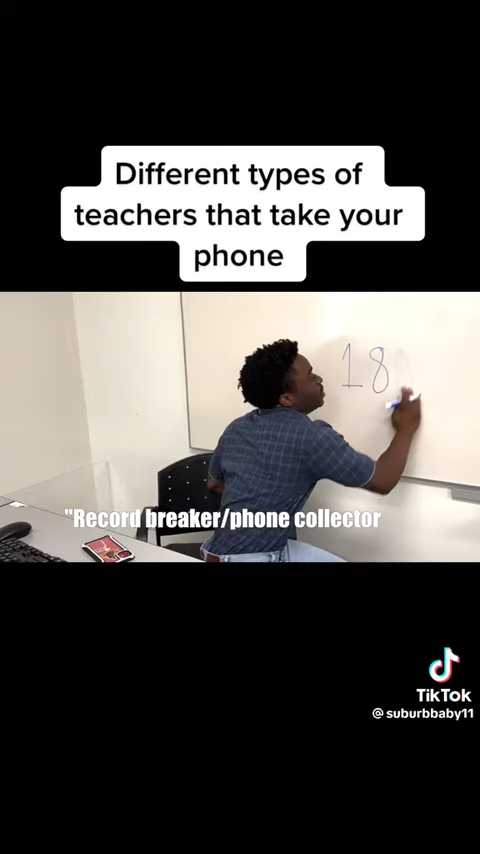 Different types of
teachers that take your
phone
18
"Record breaker/phone collector
TikTok
@suburbbaby11